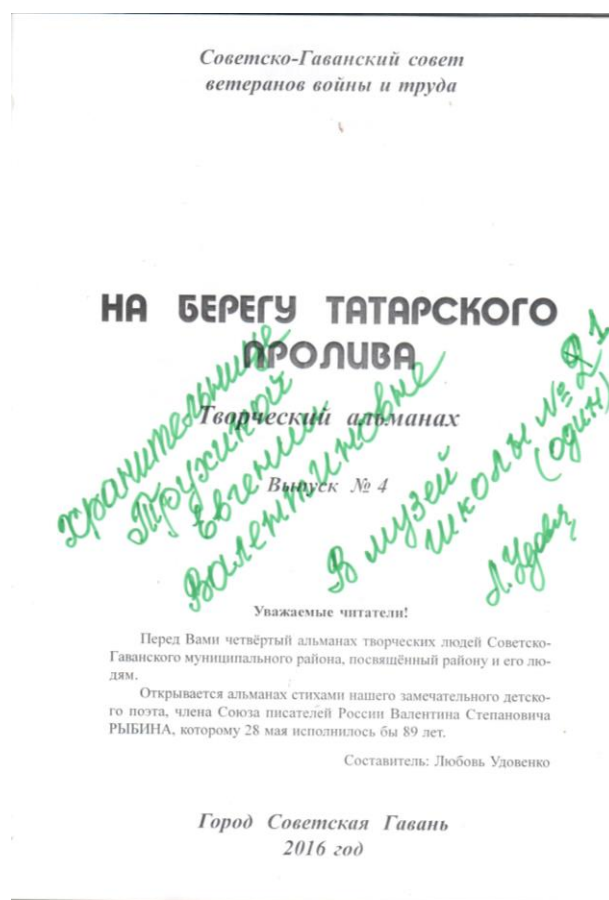 Советско-Гаванский совет
ветеранов войны и труда
НА БЕРЕГУ ТАТАРСКОГО
ПРОЛИВА
Творческий альманах
Выпуск № 4
Хранительнице
Трухиной
Евгении
Валентиновне
В музей
школы № 1
(один)
Л. Удов
Уважаемые читатели!
Перед Вами четвёртый альманах творческих людей Советско-
Гаванского муниципального района, посвящённый району и его лю-
дям.
Открывается альманах стихами нашего замечательного детско-
го поэта, члена Союза писателей России Валентина Степановича
РЫБИНА, которому 28 мая исполнилось бы 89 лет.
Составитель: Любовь Удовенко
Город Советская Гавань
2016 год